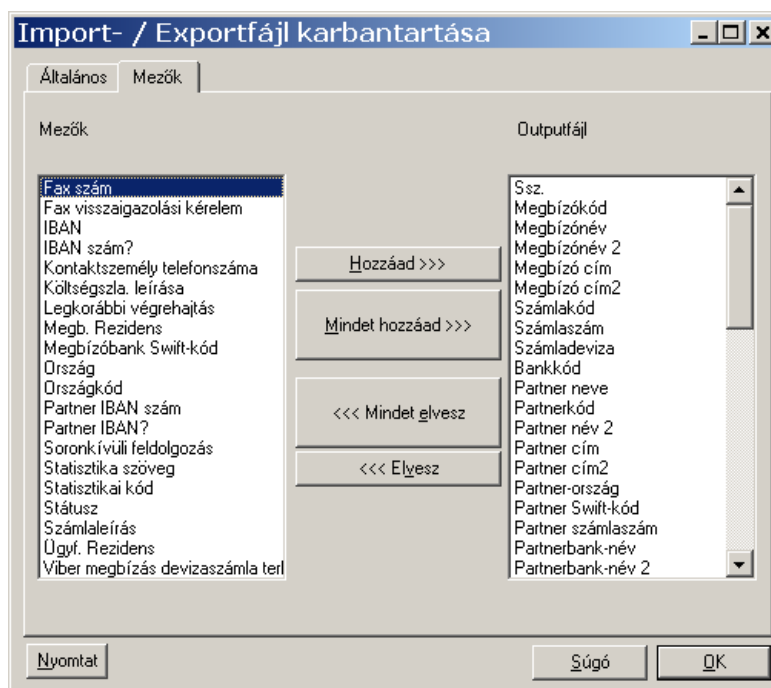 Import- / Exportfájl karbantartása
Általános
Mezők
Mezők
Outputfájl
Fax szám
Fax visszaigazolási kérelem
IBAN
IBAN szám?
Kontaktszemély telefonszáma
Költségszla. leírása
Legkorábbi végrehajtás
Megb. Rezidens
Megbízóbank Swift-kód
Ország
Országkód
Partner IBAN szám
Partner IBAN?
Soronkívüli feldolgozás
Statisztika szöveg
Statisztikai kód
Státusz
Számlaleírás
Ügyf. Rezidens
Viber megbízás devizaszámla terl
Hozzáad >>>
Mindet hozzáad >>>
<<< Mindet elvesz
<<< Elvesz
Ssz.
Megbízókód
Megbízónév
Megbízónév 2
Megbízó cím
Megbízó cím2
Számlakód
Számlaszám
Számladeviza
Bankkód
Partner neve
Partnerkód
Partner név 2
Partner cím
Partner cím2
Partner-ország
Partner Swift-kód
Partner számlaszám
Partnerbank-név
Partnerbank-név 2
Nyomtat
Súgó
OK